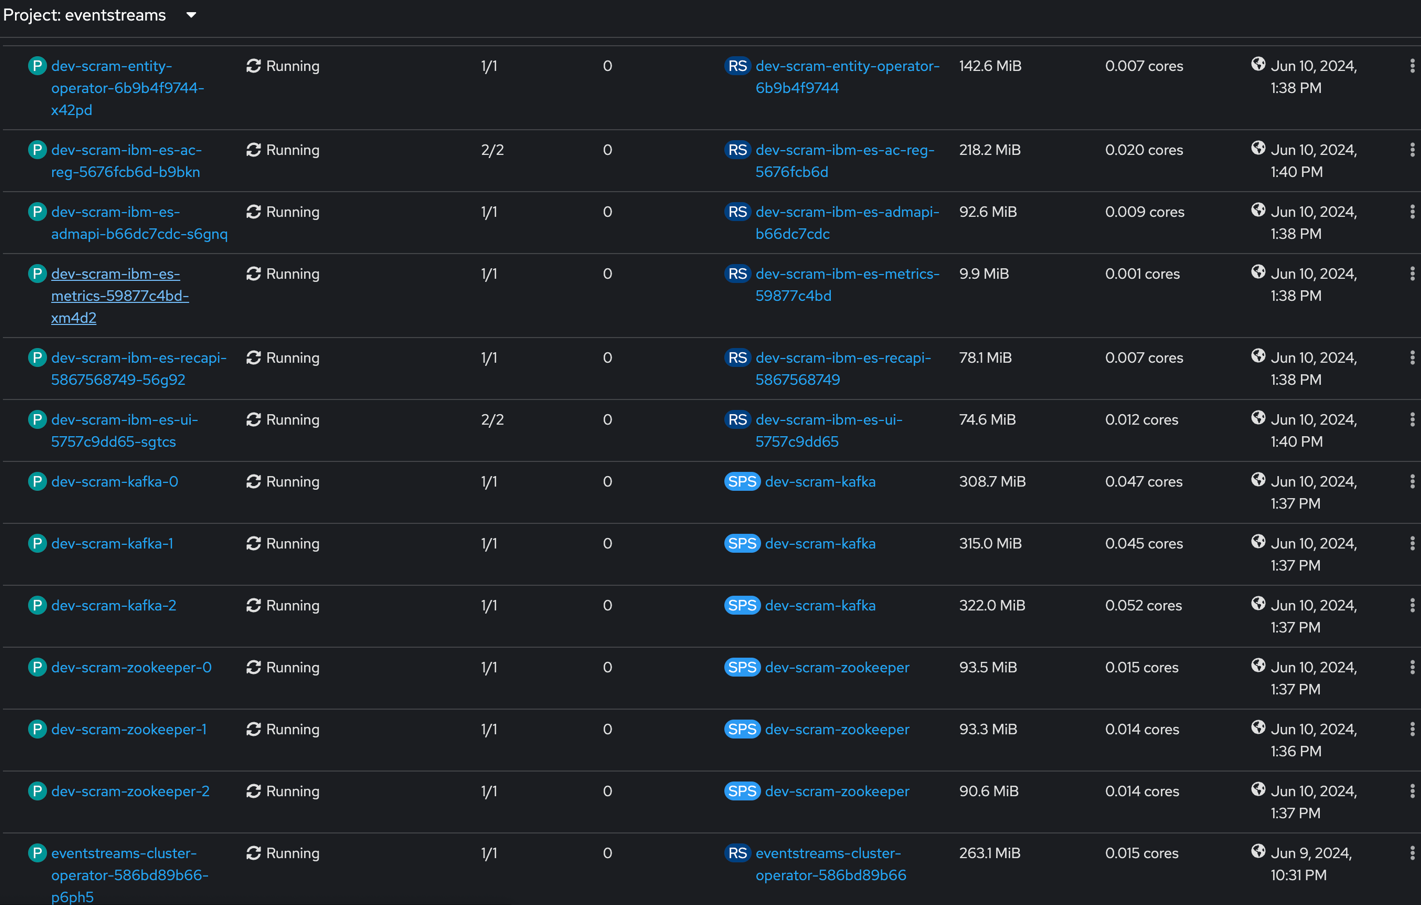 Project: eventstreams
P dev-scram-entity- Running 1/1 0 RS dev-scram-entity-operator- 142.6 MiB 0.007 cores Jun 10, 2024,
operator-6b9b4f9744- 6b9b4f9744 1:38 PM
x42pd
P dev-scram-ibm-es-ac- Running 2/2 0 RS dev-scram-ibm-es-ac-reg- 218.2 MiB 0.020 cores Jun 10, 2024,
reg-5676fcb6d-b9bkn 5676fcb6d 1:40 PM
P dev-scram-ibm-es- Running 1/1 0 RS dev-scram-ibm-es-admapi- 92.6 MiB 0.009 cores Jun 10, 2024,
admapi-b66dc7cdc-s6gnq b66dc7cdc 1:38 PM
P dev-scram-ibm-es- Running 1/1 0 RS dev-scram-ibm-es-metrics- 9.9 MiB 0.001 cores Jun 10, 2024,
metrics-59877c4bd- 59877c4bd 1:38 PM
xm4d2
P dev-scram-ibm-es-recapi- Running 1/1 0 RS dev-scram-ibm-es-recapi- 78.1 MiB 0.007 cores Jun 10, 2024,
5867568749-56g92 5867568749 1:38 PM
P dev-scram-ibm-es-ui- Running 2/2 0 RS dev-scram-ibm-es-ui- 74.6 MiB 0.012 cores Jun 10, 2024,
5757c9dd65-sgtcs 5757c9dd65 1:40 PM
P dev-scram-kafka-0 Running 1/1 0 SPS dev-scram-kafka 308.7 MiB 0.047 cores Jun 10, 2024,
1:37 PM
P dev-scram-kafka-1 Running 1/1 0 SPS dev-scram-kafka 315.0 MiB 0.045 cores Jun 10, 2024,
1:37 PM
P dev-scram-kafka-2 Running 1/1 0 SPS dev-scram-kafka 322.0 MiB 0.052 cores Jun 10, 2024,
1:37 PM
P dev-scram-zookeeper-0 Running 1/1 0 SPS dev-scram-zookeeper 93.5 MiB 0.015 cores Jun 10, 2024,
1:37 PM
P dev-scram-zookeeper-1 Running 1/1 0 SPS dev-scram-zookeeper 93.3 MiB 0.014 cores Jun 10, 2024,
1:36 PM
P dev-scram-zookeeper-2 Running 1/1 0 SPS dev-scram-zookeeper 90.6 MiB 0.014 cores Jun 10, 2024,
1:37 PM
P eventstreams-cluster- Running 1/1 0 RS eventstreams-cluster- 263.1 MiB 0.015 cores Jun 9, 2024,
operator-586bd89b66- operator-586bd89b66 10:31 PM
p6ph5